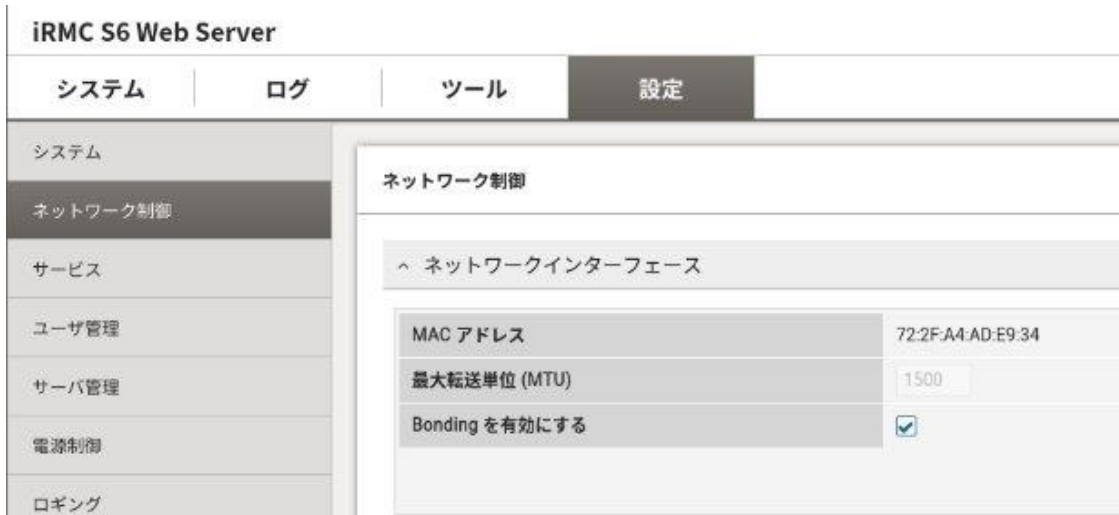 iRMC S6 Web Server
システム ログ ツール 設定
システム
ネットワーク制御
サービス
ユーザ管理
サーバ管理
電源制御
ロギング
ネットワーク制御
ネットワークインターフェース
MAC アドレス 72:2F:A4:AD:E9:34
最大転送単位 (MTU) 1500
Bonding を有効にする